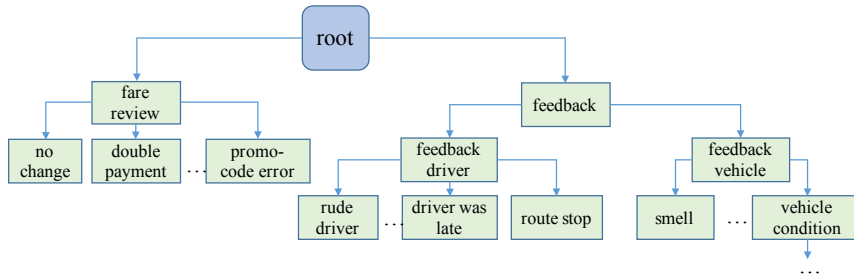 root
fare
review
feedback
no
change
double
payment
...
promo-
code error
feedback
driver
feedback
vehicle
rude
driver
...
driver was
late
route stop
smell
...
vehicle
condition
...